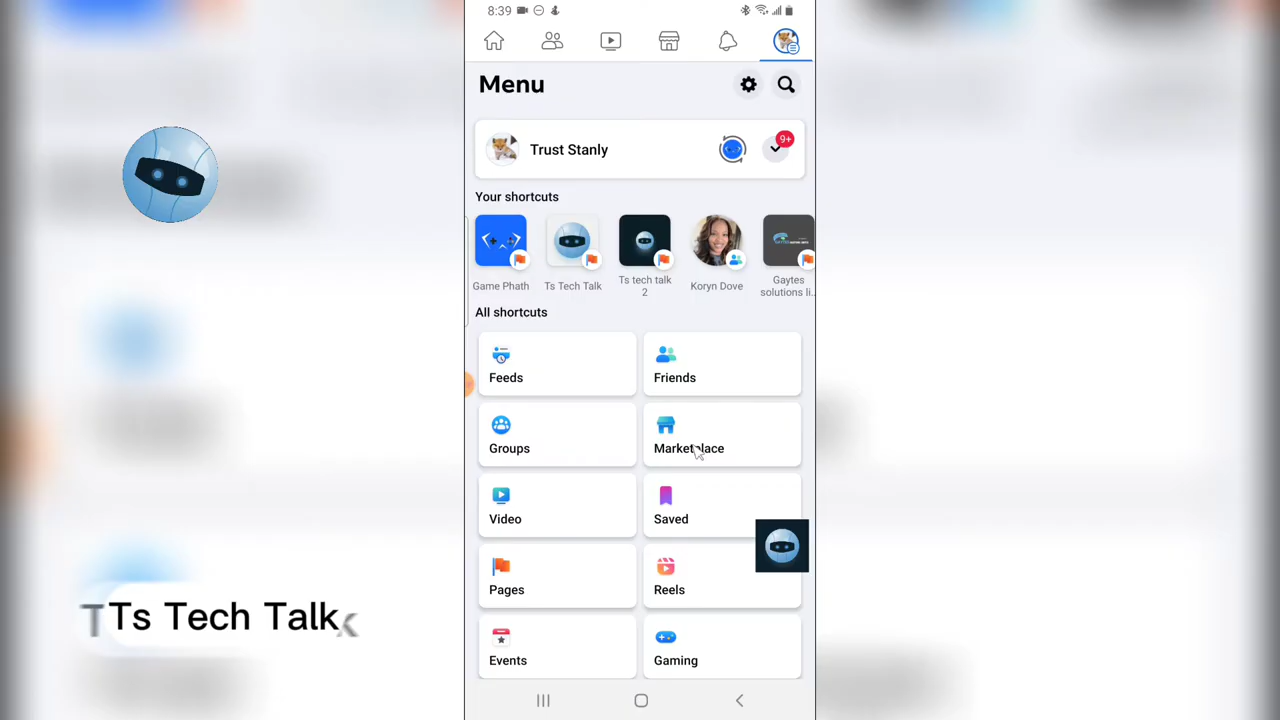 8:39
Menu
Trust Stanly
9+
Your shortcuts
Game Phath
Ts Tech Talk
Ts tech talk
2
Koryn Dove
Gaytes
solutions li...
All shortcuts
Feeds
Friends
Groups
Marketplace
Video
Saved
Pages
Reels
Events
Gaming
Ts Tech Talk